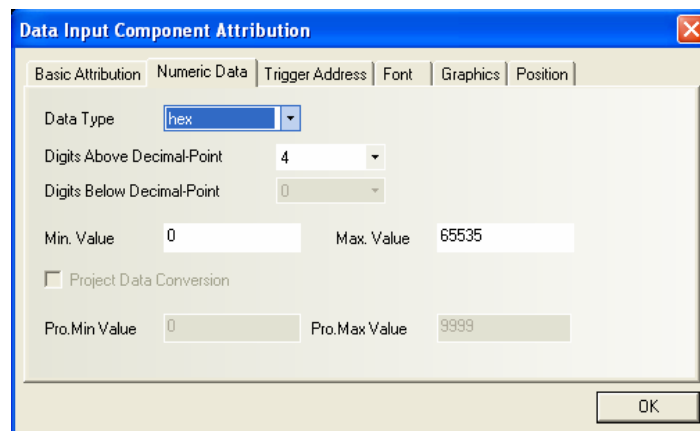 Data Input Component Attribution
Basic Attribution Numeric Data Trigger Address Font Graphics Position
Data Type hex
Digits Above Decimal-Point 4
Digits Below Decimal-Point 0
Min. Value 0 Max. Value 65535
Project Data Conversion
Pro.Min Value 0 Pro.Max Value 9999
OK